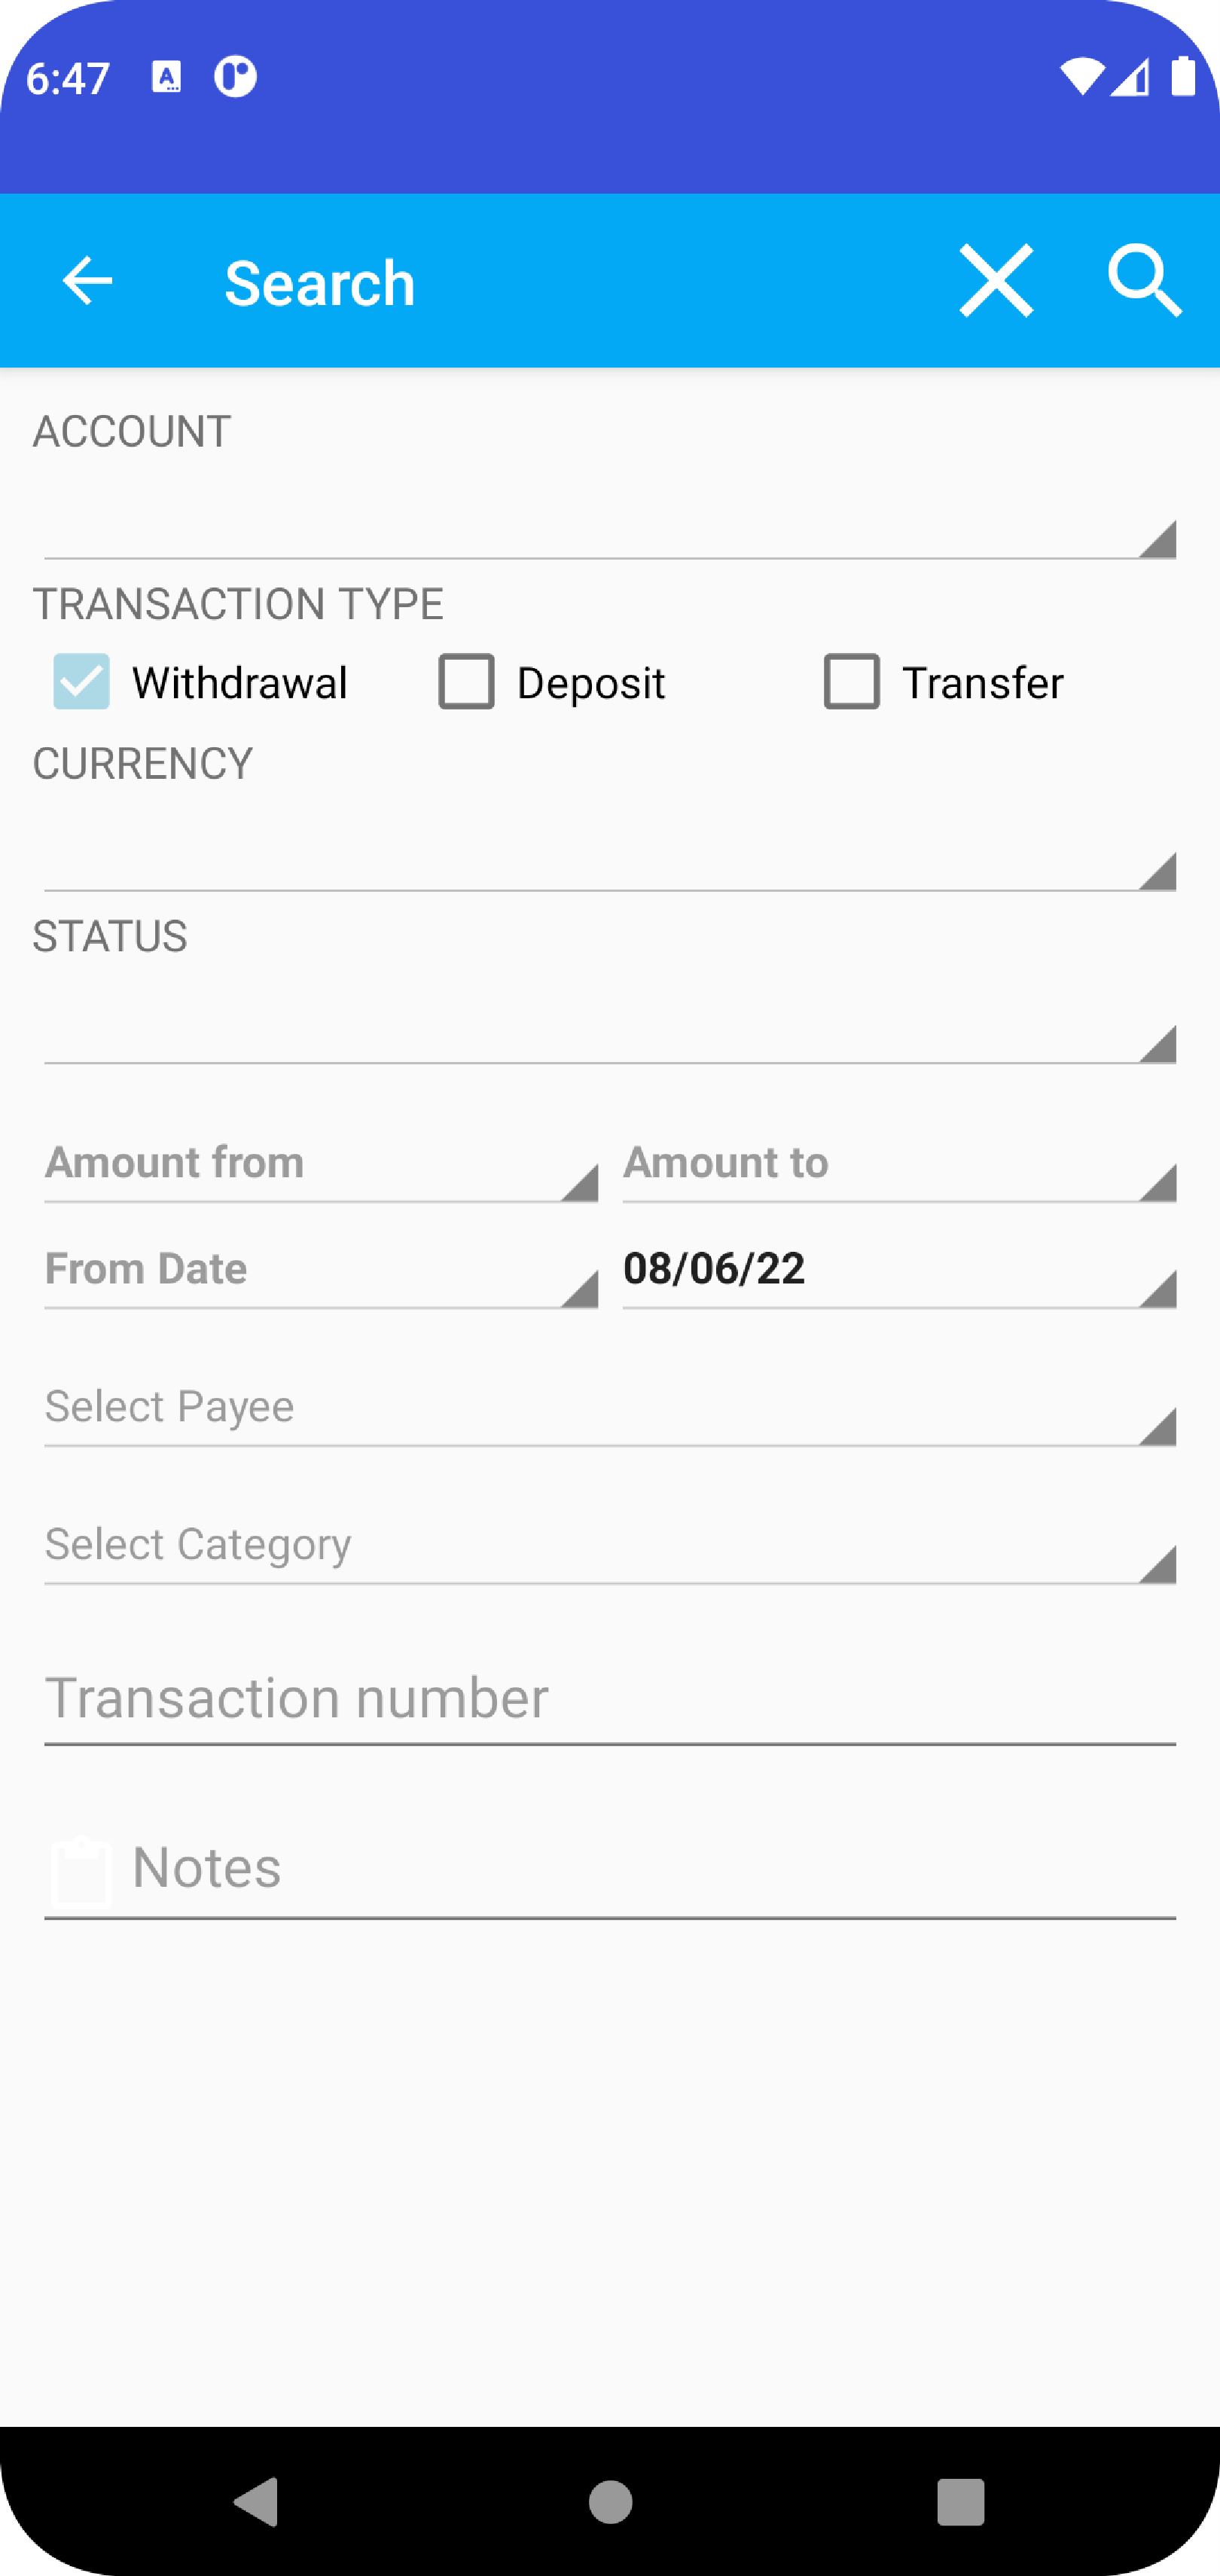 6:47
Search
ACCOUNT
TRANSACTION TYPE
Withdrawal Deposit Transfer
CURRENCY
STATUS
Amount from Amount to
From Date 08/06/22
Select Payee
Select Category
Transaction number
Notes